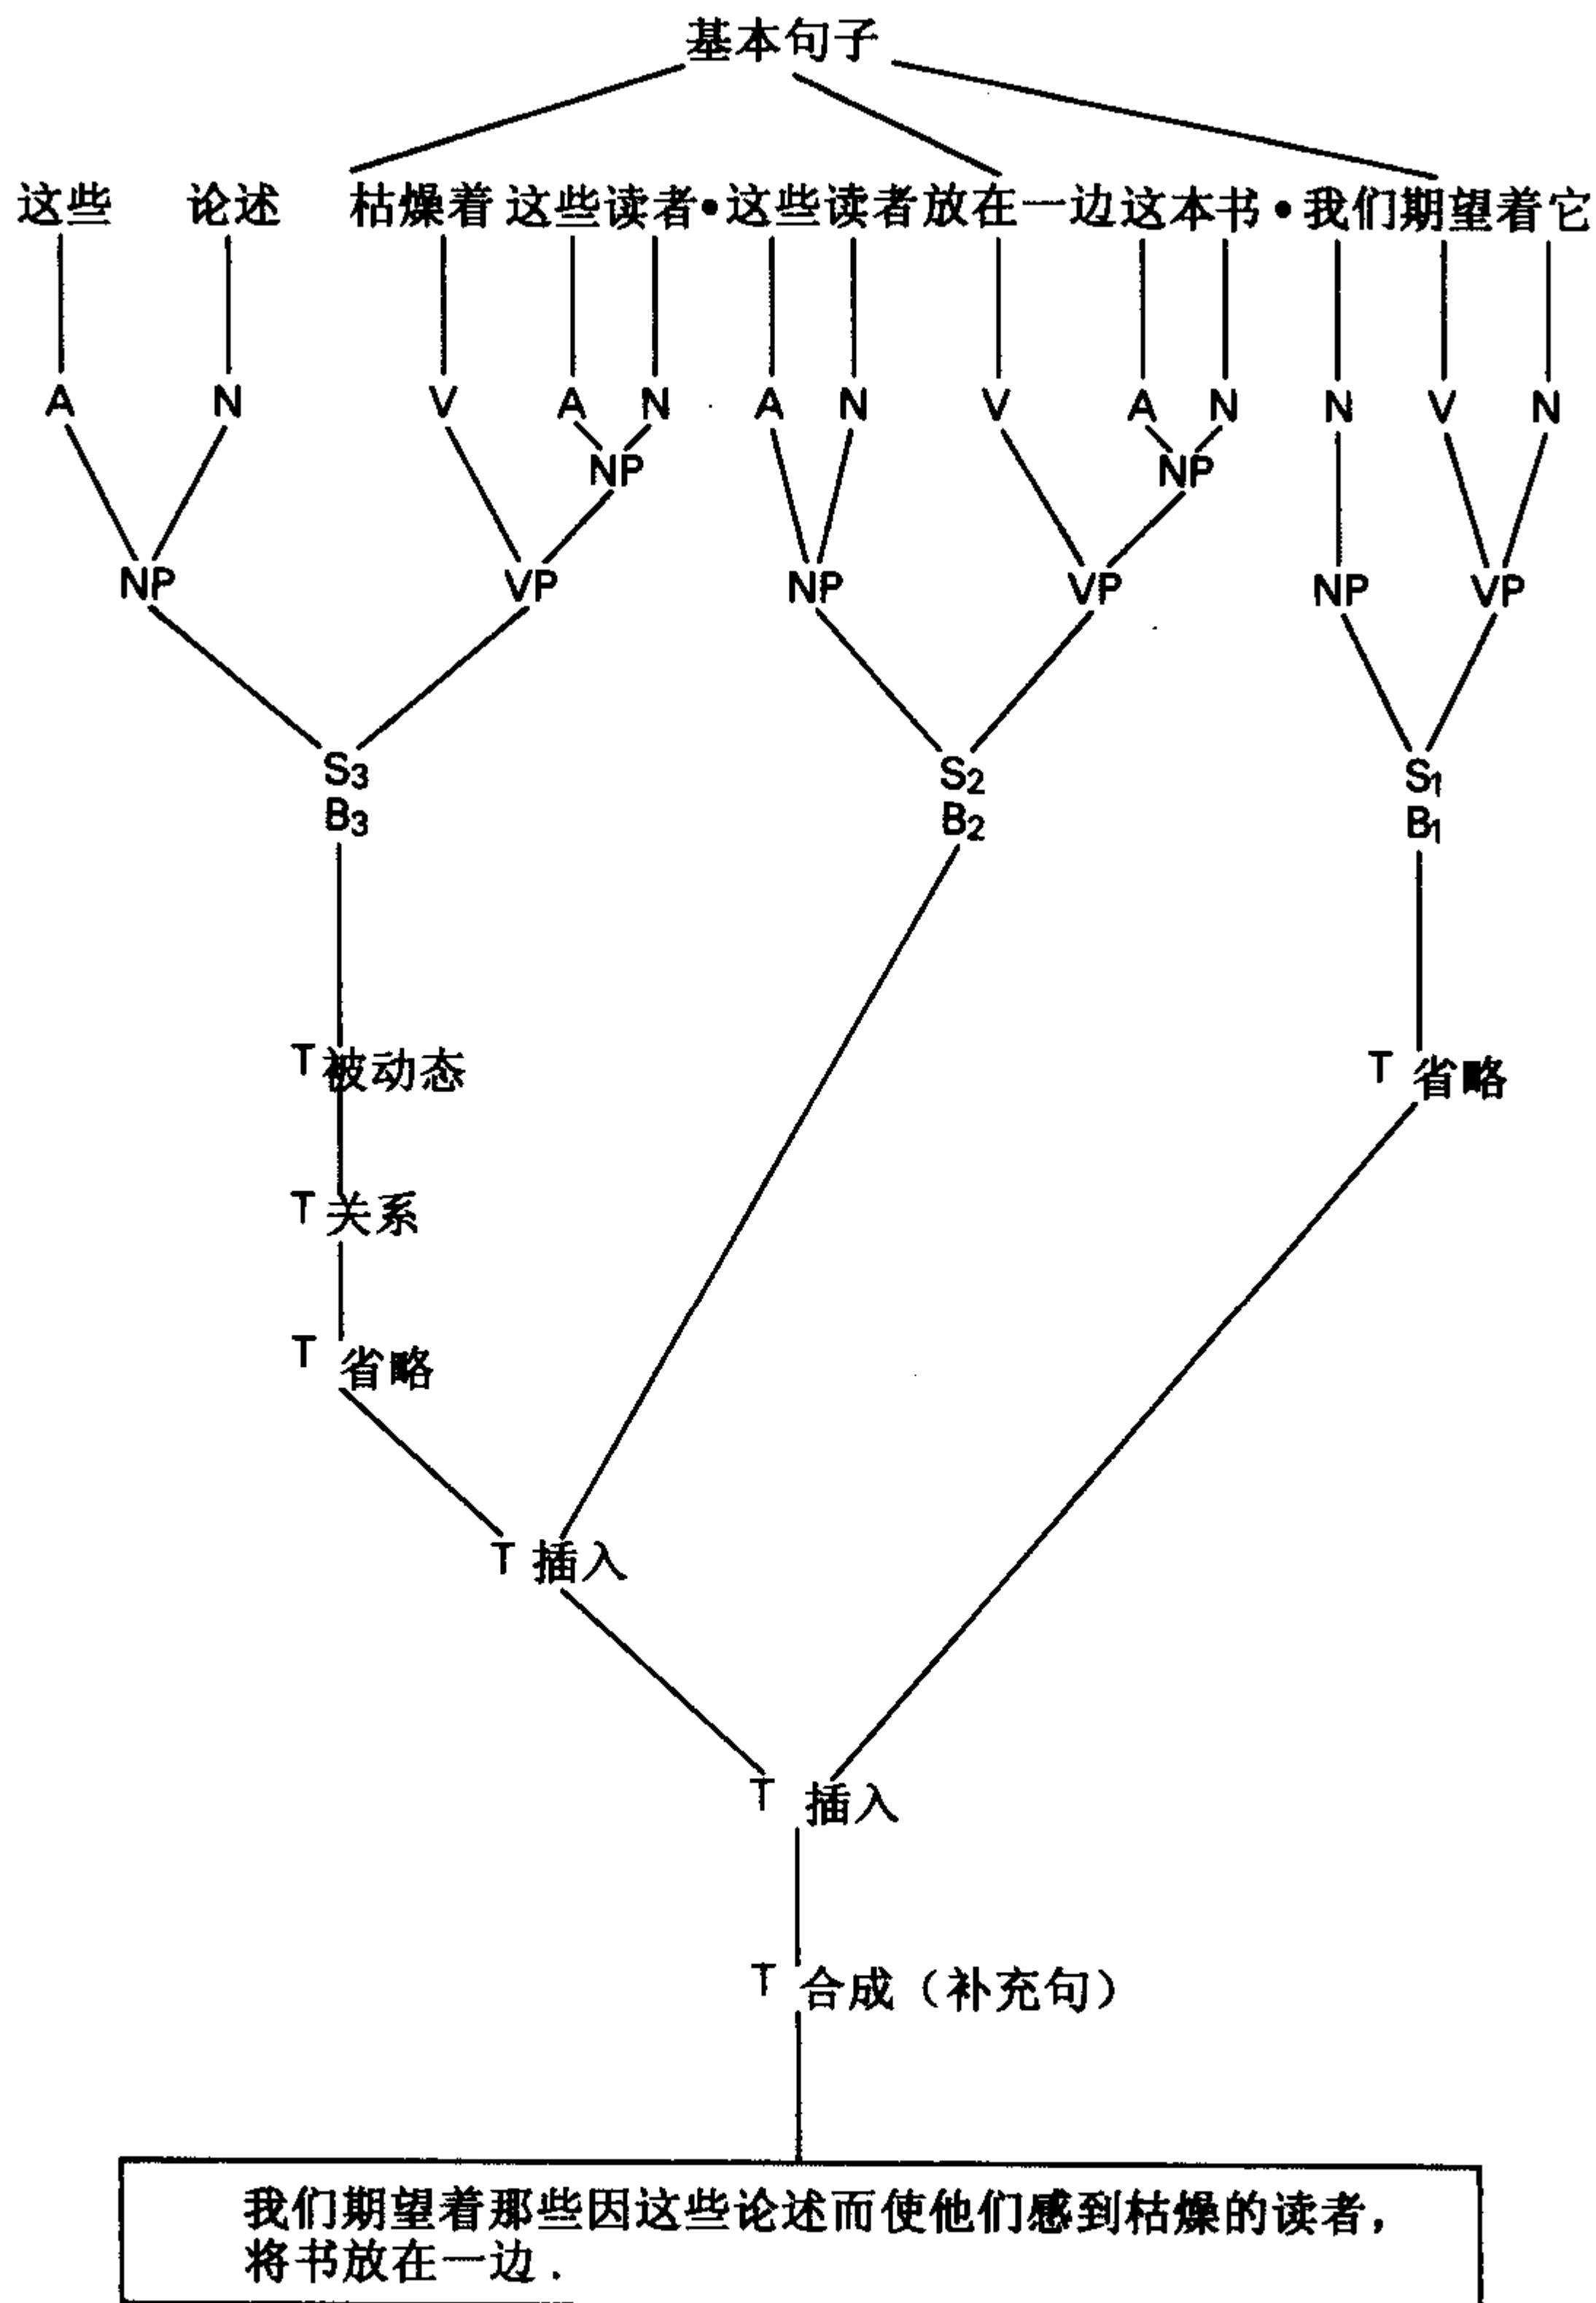 基本句子
这些 论述 枯燥着 这些读者•这些读者放在一边这本书•我们期望着它
A N V A N A N V A N N V N
NP NP
NP VP NP VP NP VP
S3 S2 S1
B3 B2 B1
T被动态 T 省略
T关系
T 省略
T 插入
T 插入
T 合成（补充句）
我们期望着那些因这些论述而使他们感到枯燥的读者，
将书放在一边．